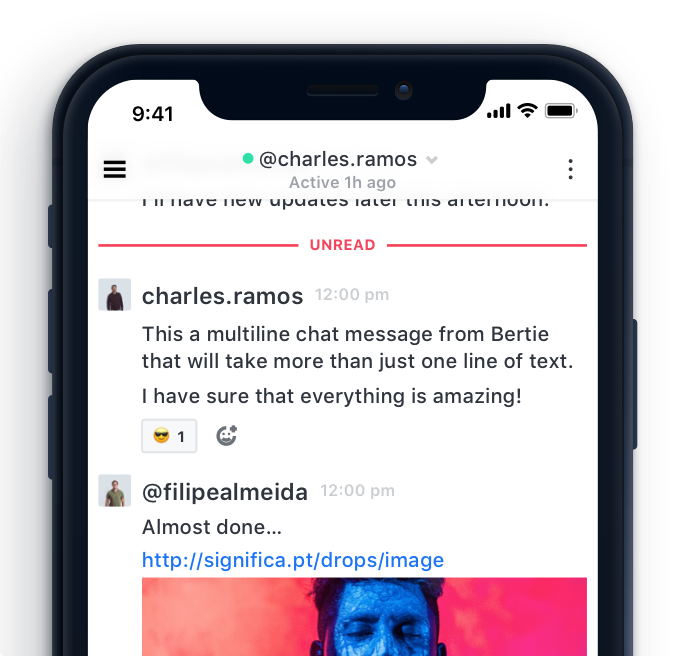 9:41
@charles.ramos
Active 1h ago
I'll have new updates later this afternoon.
UNREAD
charles.ramos 12:00 pm
This a multiline chat message from Bertie
that will take more than just one line of text.
I have sure that everything is amazing!
😎 1
@filipealmeida 12:00 pm
Almost done...
http://significa.pt/drops/image